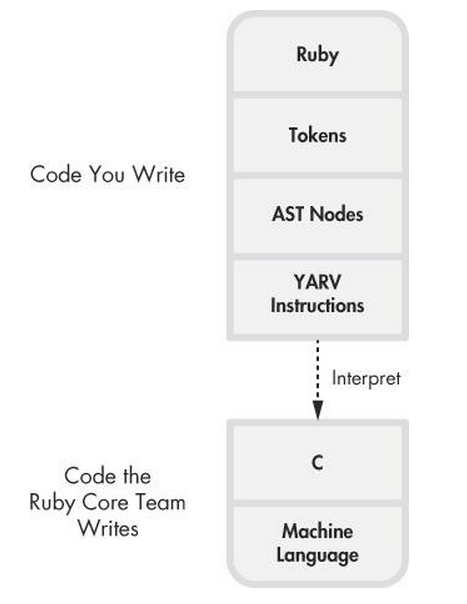 Ruby
Tokens
Code You Write
AST Nodes
YARV
Instructions
Interpret
C
Code the
Ruby Core Team
Writes
Machine
Language